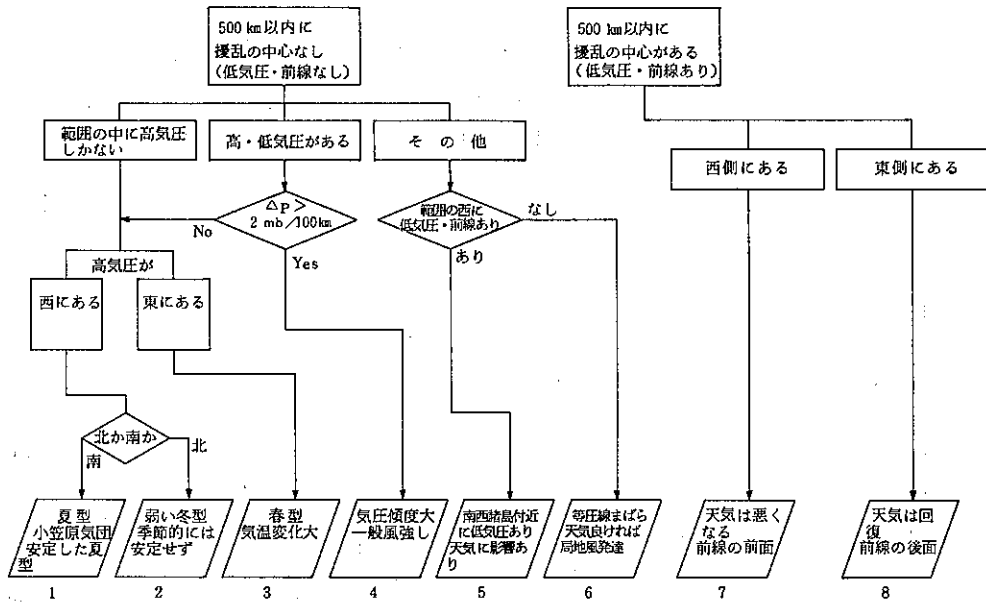 500 km以内に
擾乱の中心なし
(低気圧・前線なし)
500 km以内に
擾乱の中心がある
(低気圧・前線あり)
範囲の中に高気圧
しかない
高・低気圧がある
その他
西側にある
東側にある
△P>
2 mb/100km
No
Yes
範囲の西に
低気圧・前線あり
なし
あり
高気圧が
西にある
東にある
北か南か
南
北
夏型
小笠原気団
安定した夏
型
弱い冬型
季節的には
安定せず
春型
気温変化大
気圧傾度大
一般風強し
南西諸島付近
に低気圧あり
天気に影響あ
り
等圧線まばら
天気良ければ
局地風発達
天気は悪く
なる
前線の前面
天気は回
復
前線の後面
1
2
3
4
5
6
7
8